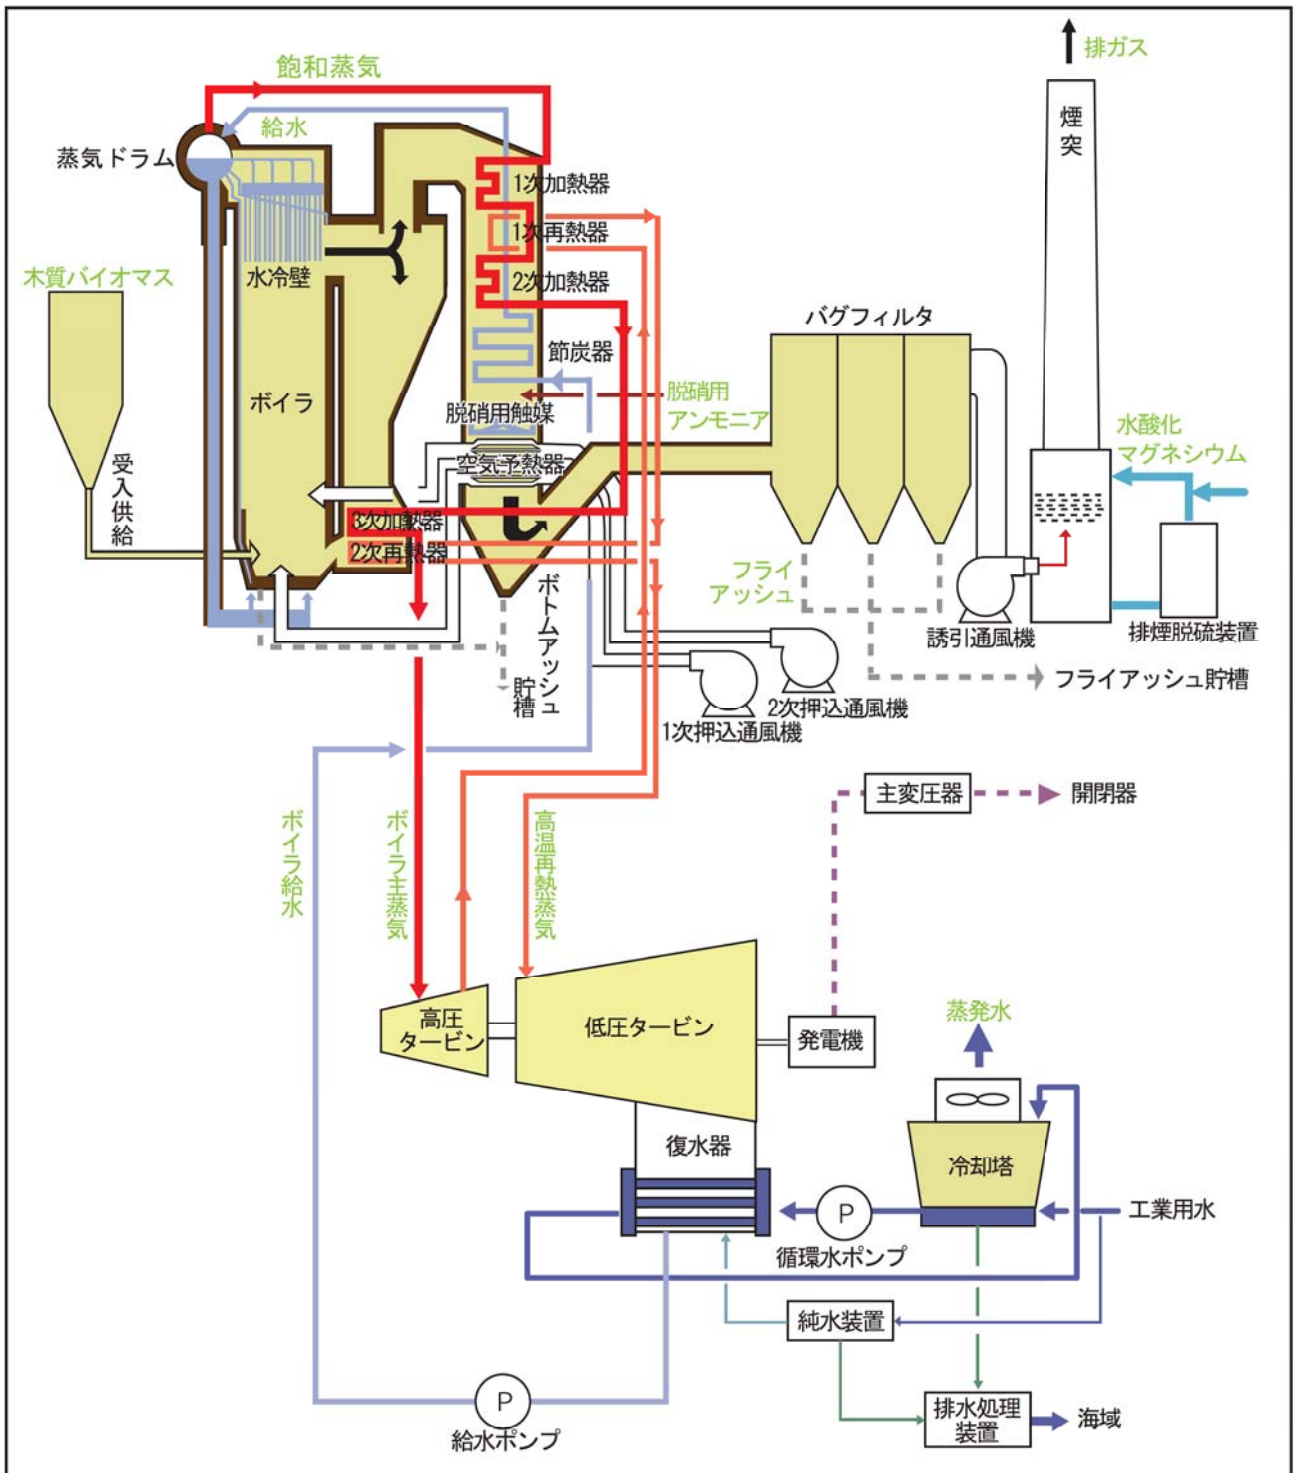 排ガス
飽和蒸気
煙
突
給水
蒸気ドラム
1次加熱器
1次再熱器
木質バイオマス
水冷壁
2次加熱器
バグフィルタ
節炭器
ボイラ
脱硝用触媒
脱硝用
アンモニア
水酸化
マグネシウム
受入供給
空気予熱器
3次加熱器
2次再熱器
フライ
アッシュ
ボトムアッシュ
貯槽
誘引通風機
排煙脱硫装置
フライアッシュ貯槽
2次押込通風機
1次押込通風機
主変圧器
開閉器
ボイラ給水
ボイラ主蒸気
高温再熱蒸気
高圧
タービン
低圧タービン
発電機
蒸発水
復水器
冷却塔
P
工業用水
循環水ポンプ
純水装置
P
給水ポンプ
排水処理
装置
海域